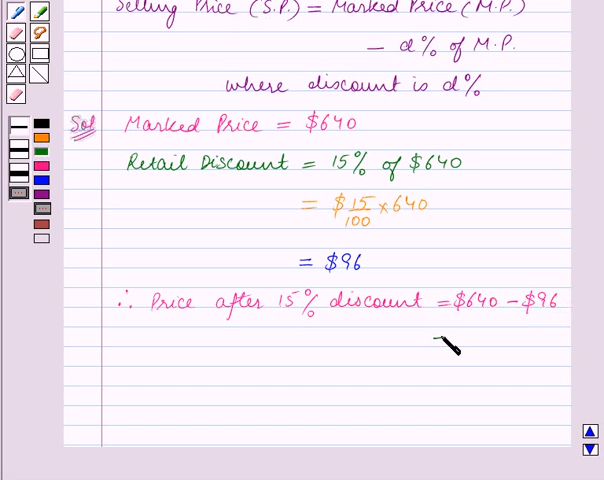 Selling Price (S.P.) = Marked Price (M.P.)
- d% of M.P.
where discount is d%
Sol Marked Price = $640
Retail Discount = 15% of $640
= $ 15/100 × 640
= $96
∴ Price after 15% discount = $640 - $96